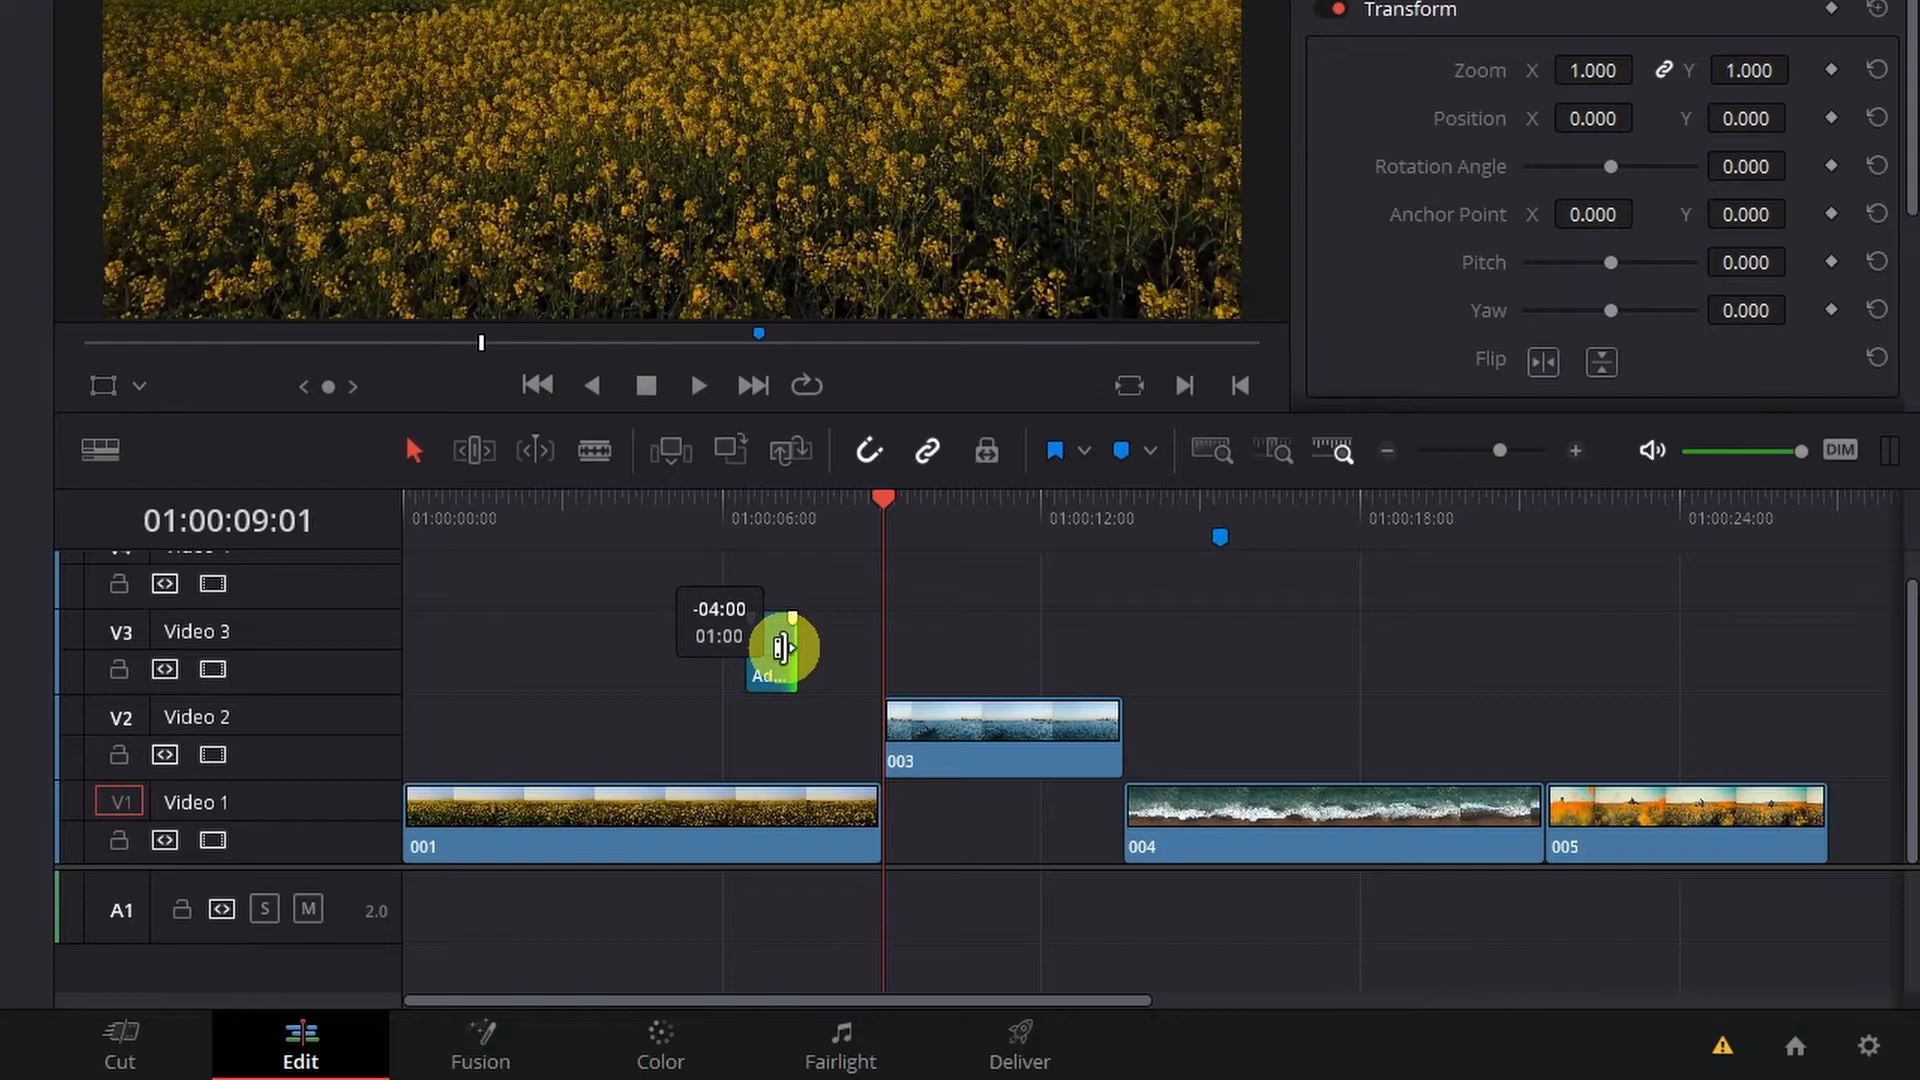 Transform
Zoom X 1.000 Y 1.000
Position X 0.000 Y 0.000
Rotation Angle 0.000
Anchor Point X 0.000 Y 0.000
Pitch 0.000
Yaw 0.000
Flip
DIM
01:00:09:01
01:00:00:00 01:00:06:00 01:00:12:00 01:00:18:00 01:00:24:00
-04:00
01:00
V3 Video 3
Ad...
V2 Video 2
003
V1 Video 1
001 004 005
A1 S M 2.0
Cut Edit Fusion Color Fairlight Deliver